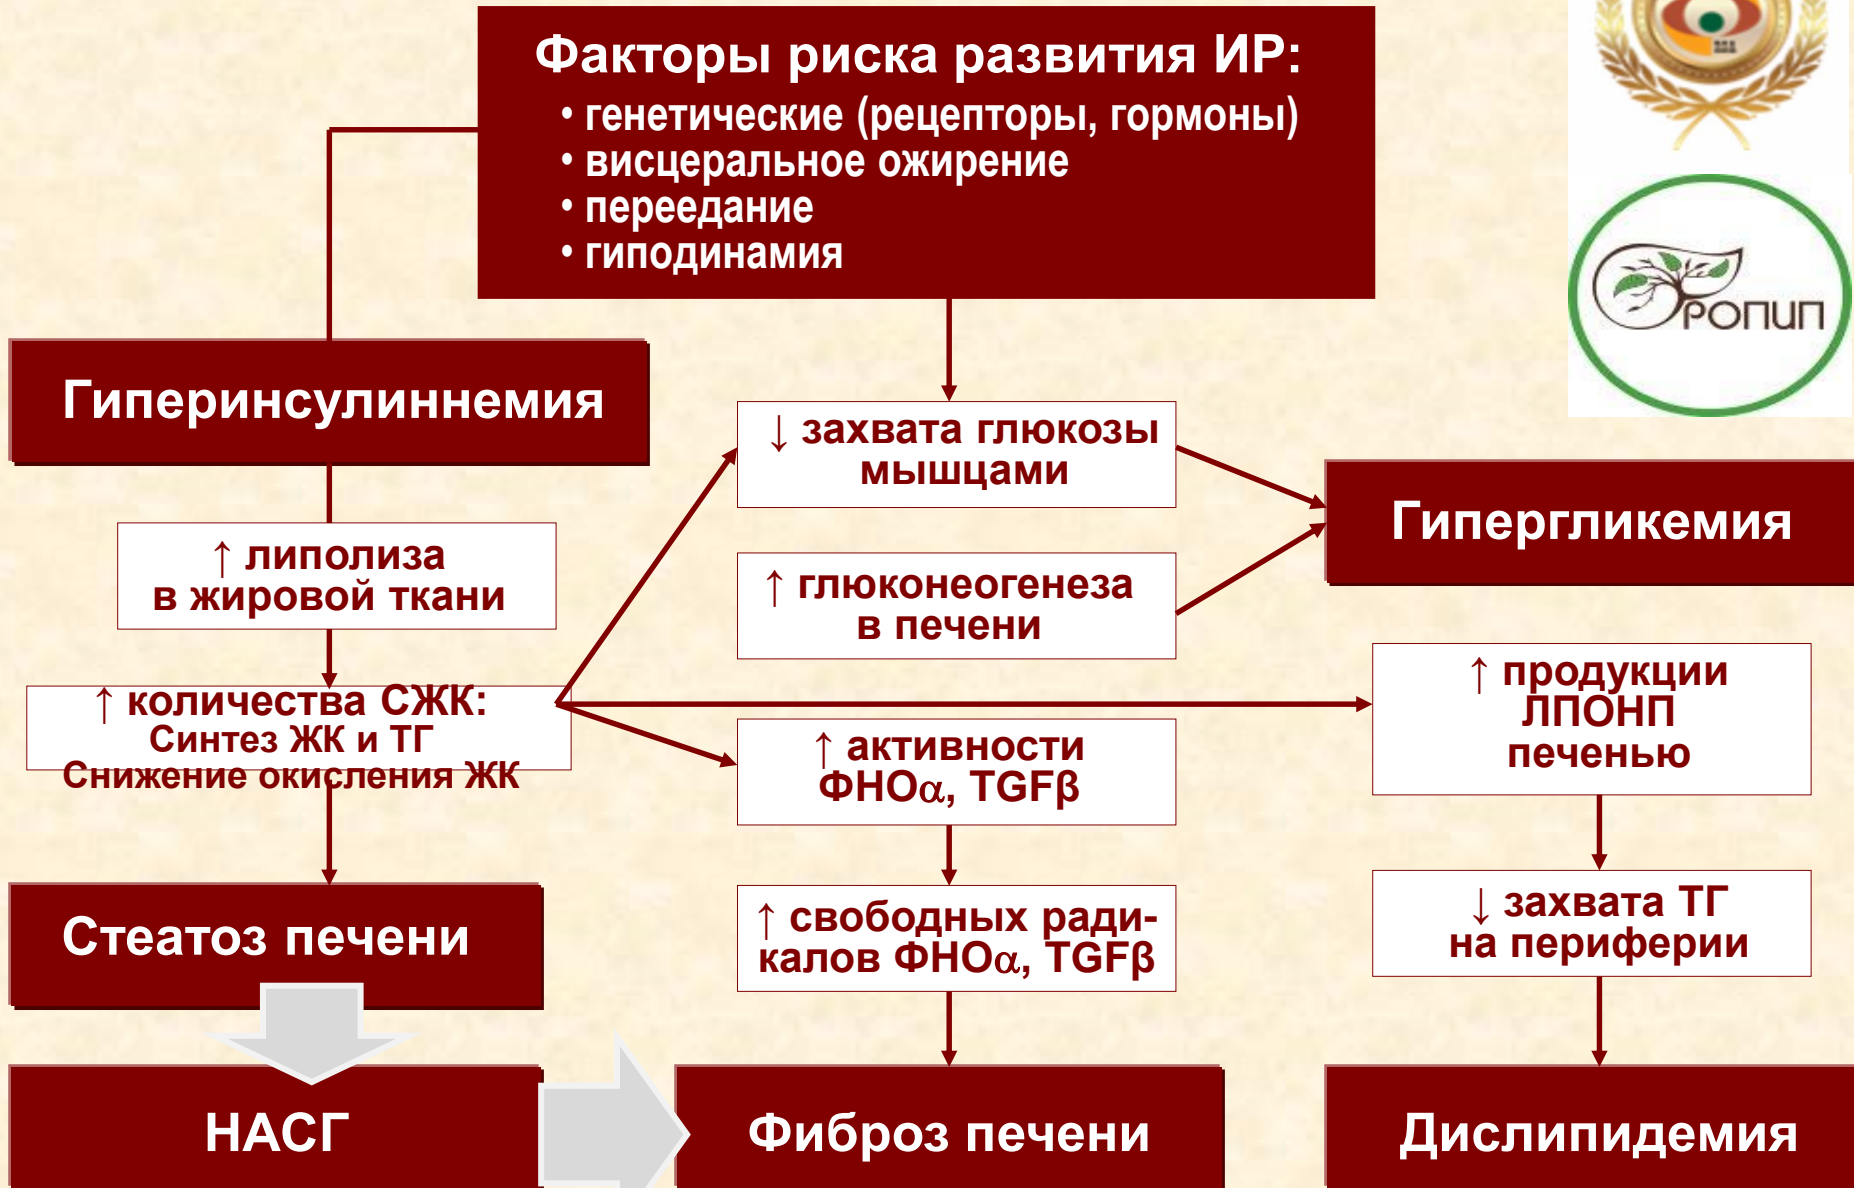 Факторы риска развития ИР:
• генетические (рецепторы, гормоны)
• висцеральное ожирение
• переедание
• гиподинамия
РОПИП
Гиперинсулиннемия
↓ захвата глюкозы
мышцами
Гипергликемия
↑ липолиза
в жировой ткани
↑ глюконеогенеза
в печени
↑ количества СЖК:
Синтез ЖК и ТГ
Снижение окисления ЖК
↑ активности
ФНОα, TGFβ
↑ продукции
ЛПОНП
печенью
Стеатоз печени
↑ свободных ради-
калов ФНОα, TGFβ
↓ захвата ТГ
на периферии
НАСГ
Фиброз печени
Дислипидемия